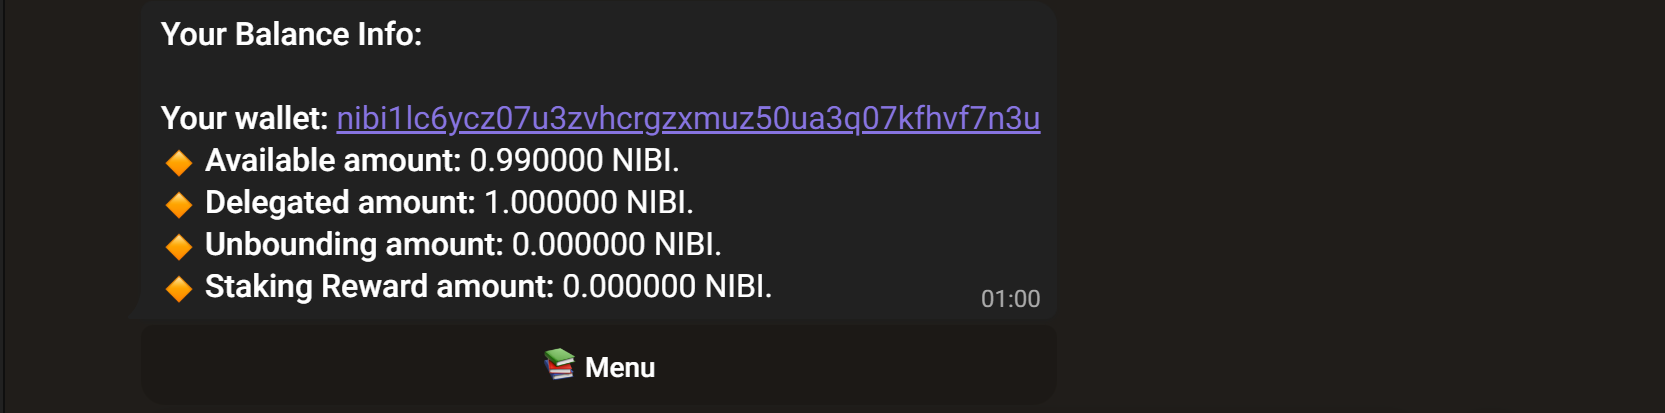 Your Balance Info:
Your wallet: nibi1lc6ycz07u3zvhcrgzxmuz50ua3q07kfhvf7n3u
🔶 Available amount: 0.990000 NIBI.
🔶 Delegated amount: 1.000000 NIBI.
🔶 Unbounding amount: 0.000000 NIBI.
🔶 Staking Reward amount: 0.000000 NIBI.
01:00
📚 Menu